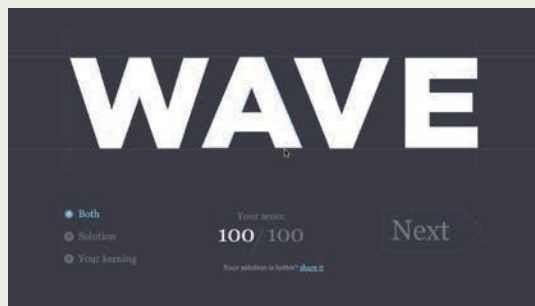 WAVE
Both
Solution
Your kerning
Your score
100/100
Your solution is better? share it
Next